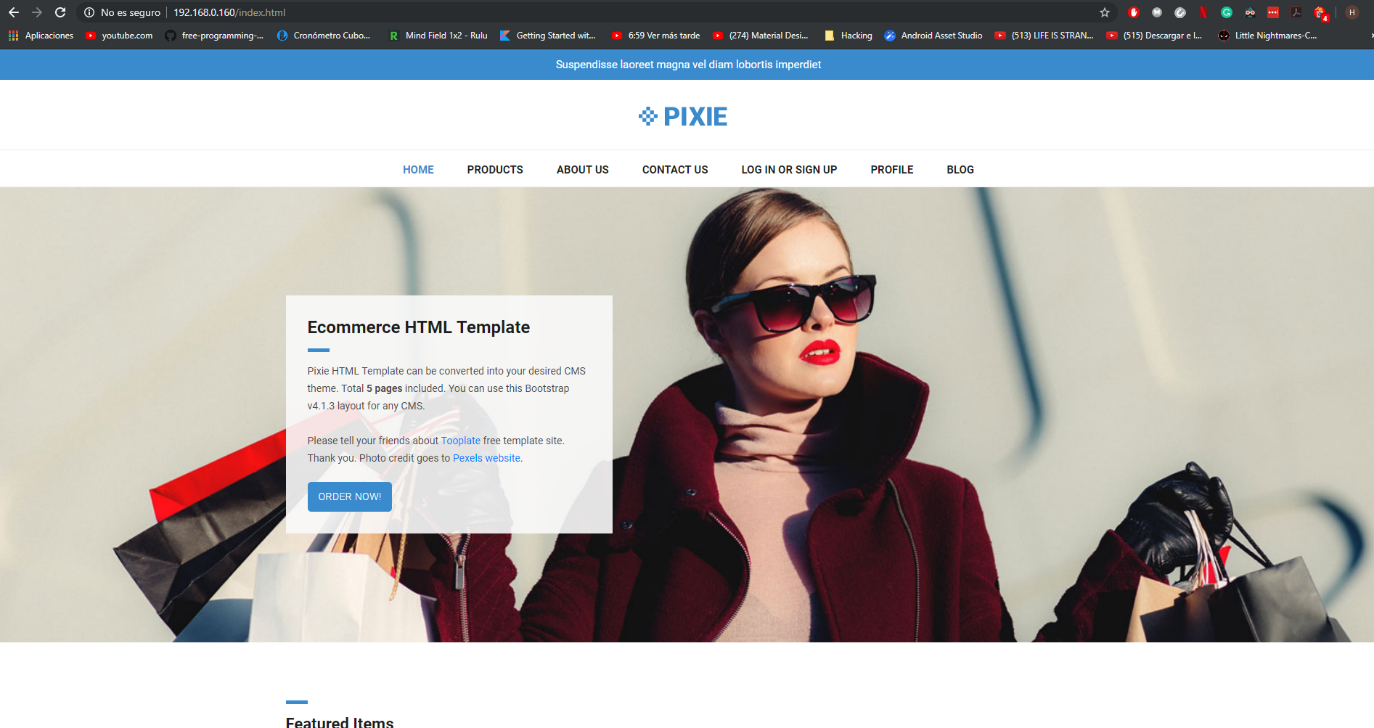 No es seguro 192.168.0.160/index.html
4
H
Aplicaciones youtube.com free-programming-... Cronómetro Cubo... R Mind Field 1x2 - Rulu Getting Started wit... 6:59 Ver más tarde (274) Material Desi... Hacking Android Asset Studio (513) LIFE IS STRAN... (515) Descargar e I... Little Nightmares-C...
Suspendisse laoreet magna vel diam lobortis imperdiet
PIXIE
HOME PRODUCTS ABOUT US CONTACT US LOG IN OR SIGN UP PROFILE BLOG
Ecommerce HTML Template
Pixie HTML Template can be converted into your desired CMS
theme. Total 5 pages included. You can use this Bootstrap
v4.1.3 layout for any CMS.
Please tell your friends about Tooplate free template site.
Thank you. Photo credit goes to Pexels website.
ORDER NOW!
Featured Items